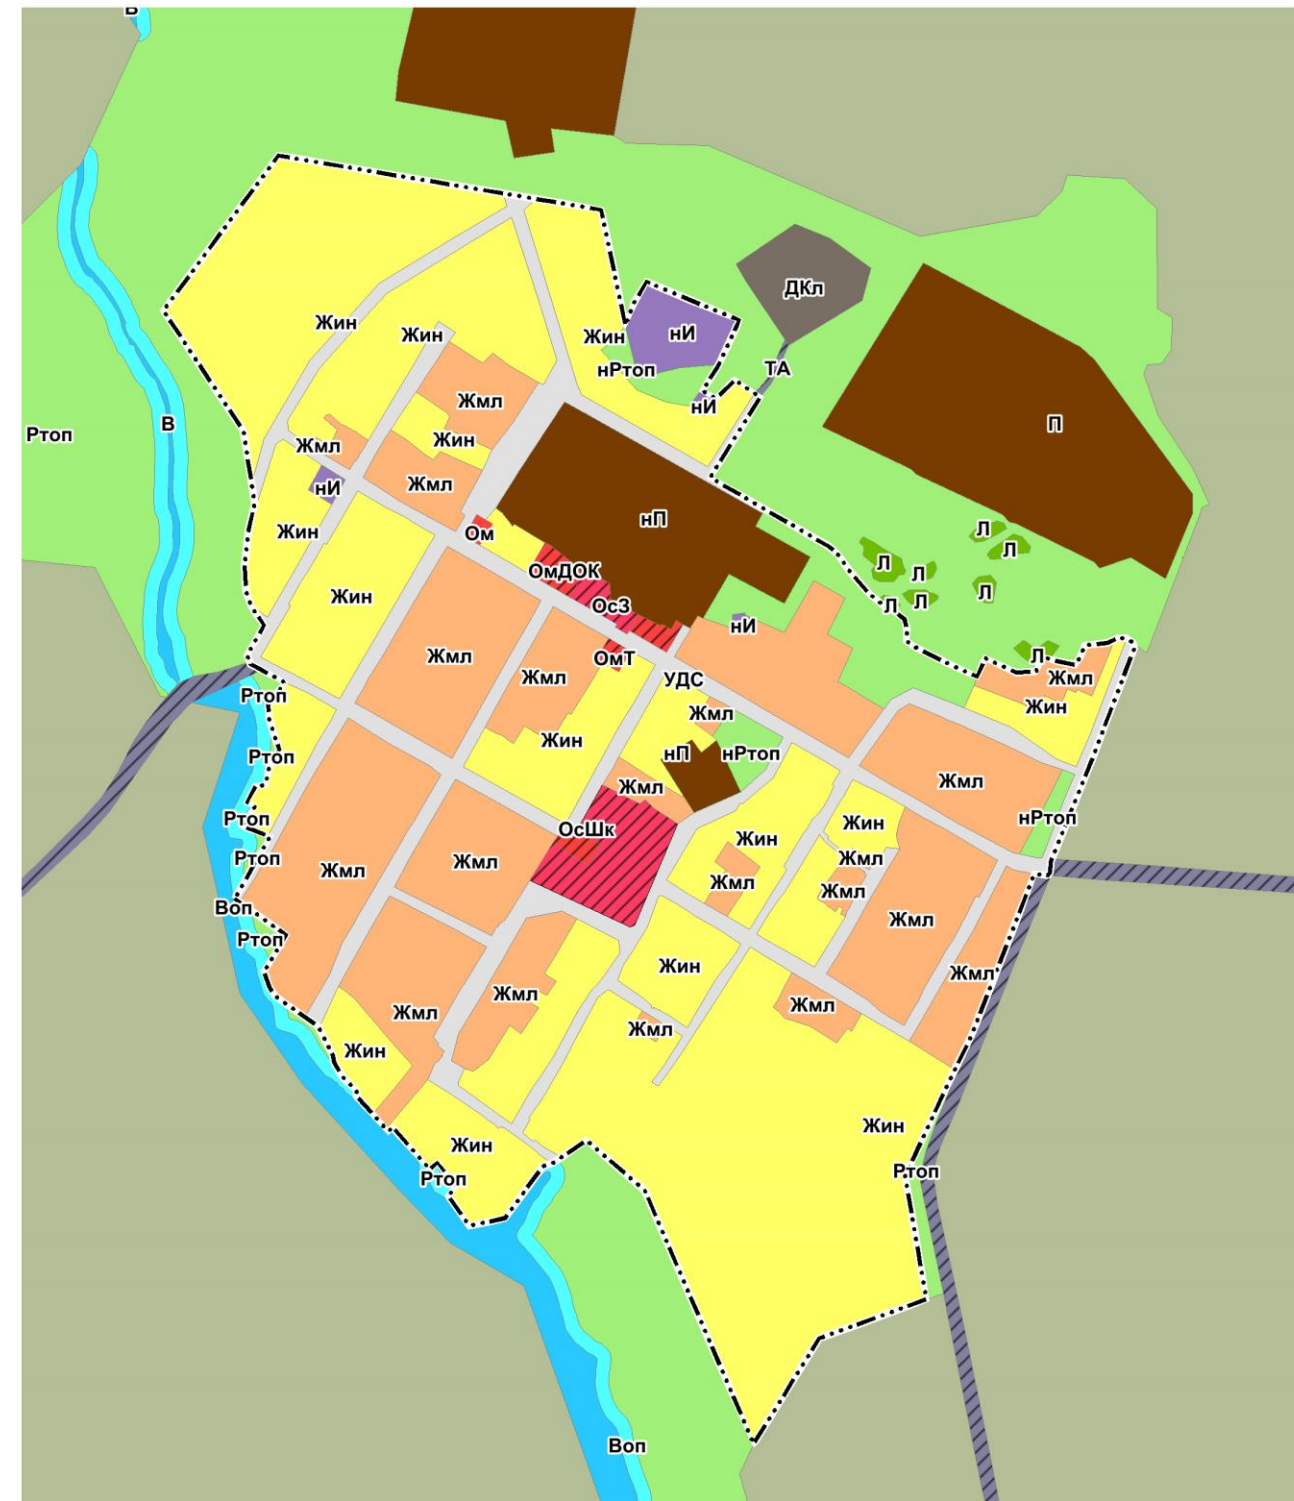 В
ДКл
Жин
Жин
Жин
нИ
нРтоп
ТА
нИ
Жмл
В
П
Ртоп
Жин
Жмл
Жмл
нИ
нП
Л
Ом
Жин
Л
Л
ОмДОК
Л
Л
Жин
Л
Л
ОсЗ
нИ
Жмл
ОмТ
Л
Жмл
УДС
Жмл
Ртоп
Жин
Жмл
Жин
Ртоп
нП
нРтоп
Жмл
Жмл
Ртоп
нРтоп
ОсШк
Жин
Жин
Ртоп
Жмл
Жмл
Жмл
Жмл
Жмл
Воп
Жмл
Ртоп
Жин
Жмл
Жмл
Жмл
Жмл
Жмл
Жин
Жин
Жин
Ртоп
Ртоп
Воп